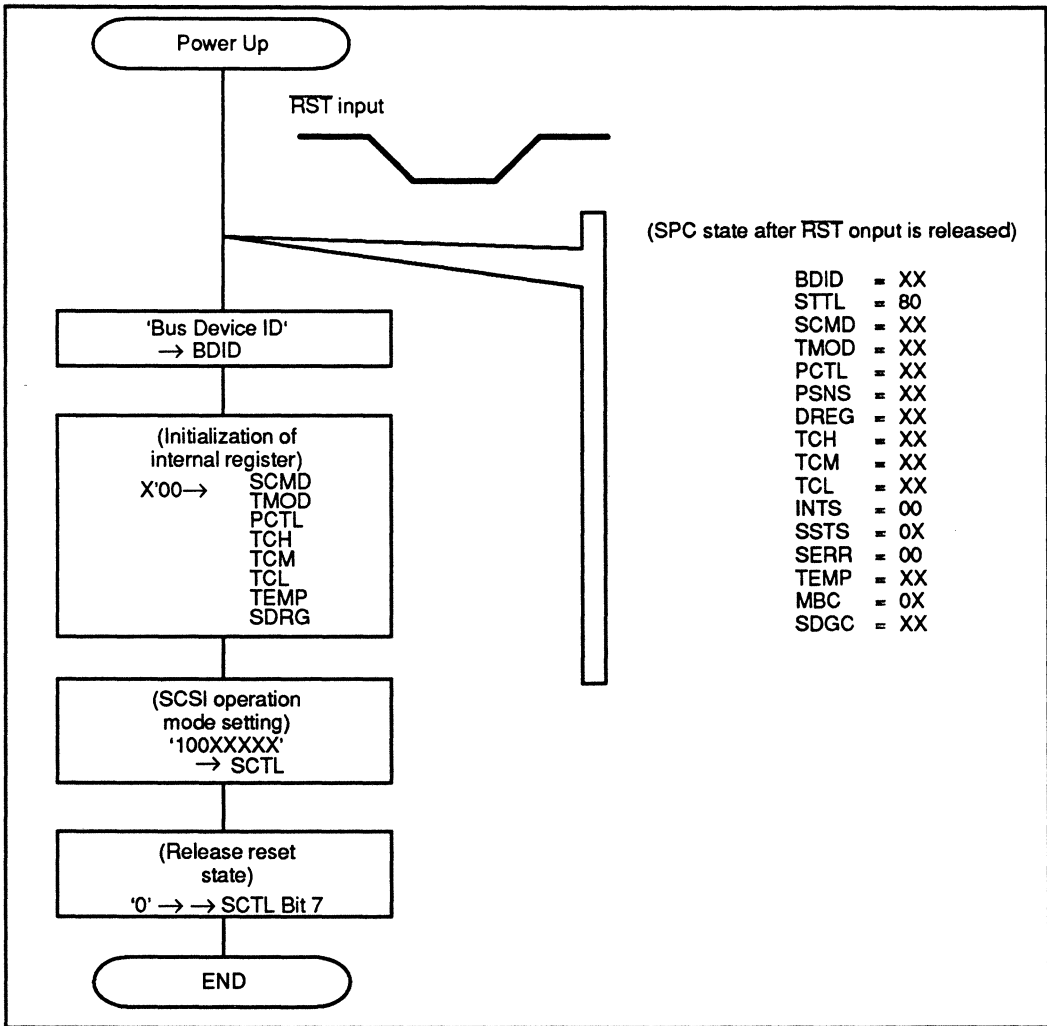 Power Up
RST input
(SPC state after RST onput is released)
BDID = XX
STTL = 80
SCMD = XX
TMOD = XX
PCTL = XX
PSNS = XX
DREG = XX
TCH = XX
TCM = XX
TCL = XX
INTS = 00
SSTS = 0X
SERR = 00
TEMP = XX
MBC = 0X
SDGC = XX
'Bus Device ID'
→ BDID
(Initialization of
internal register)
X'00→ SCMD
TMOD
PCTL
TCH
TCM
TCL
TEMP
SDRG
(SCSI operation
mode setting)
'100XXXXX'
→ SCTL
(Release reset
state)
'0' → → SCTL Bit 7
END